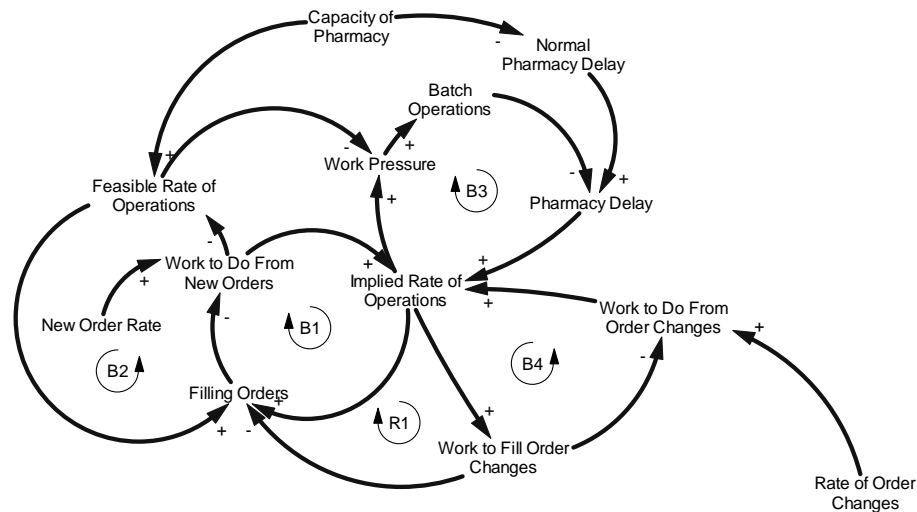 Capacity of
Pharmacy
-
Normal
Pharmacy Delay
Batch
Operations
+
-
+
Work Pressure
B3
-
+
Feasible Rate of
Operations
+
Pharmacy Delay
-
Work to Do From
New Orders
+
+
Implied Rate of
Operations
+
+
Work to Do From
Order Changes
+
New Order Rate
-
B1
B2
B4
-
Filling Orders
+
+
-
R1
+
Work to Fill Order
Changes
Rate of Order
Changes